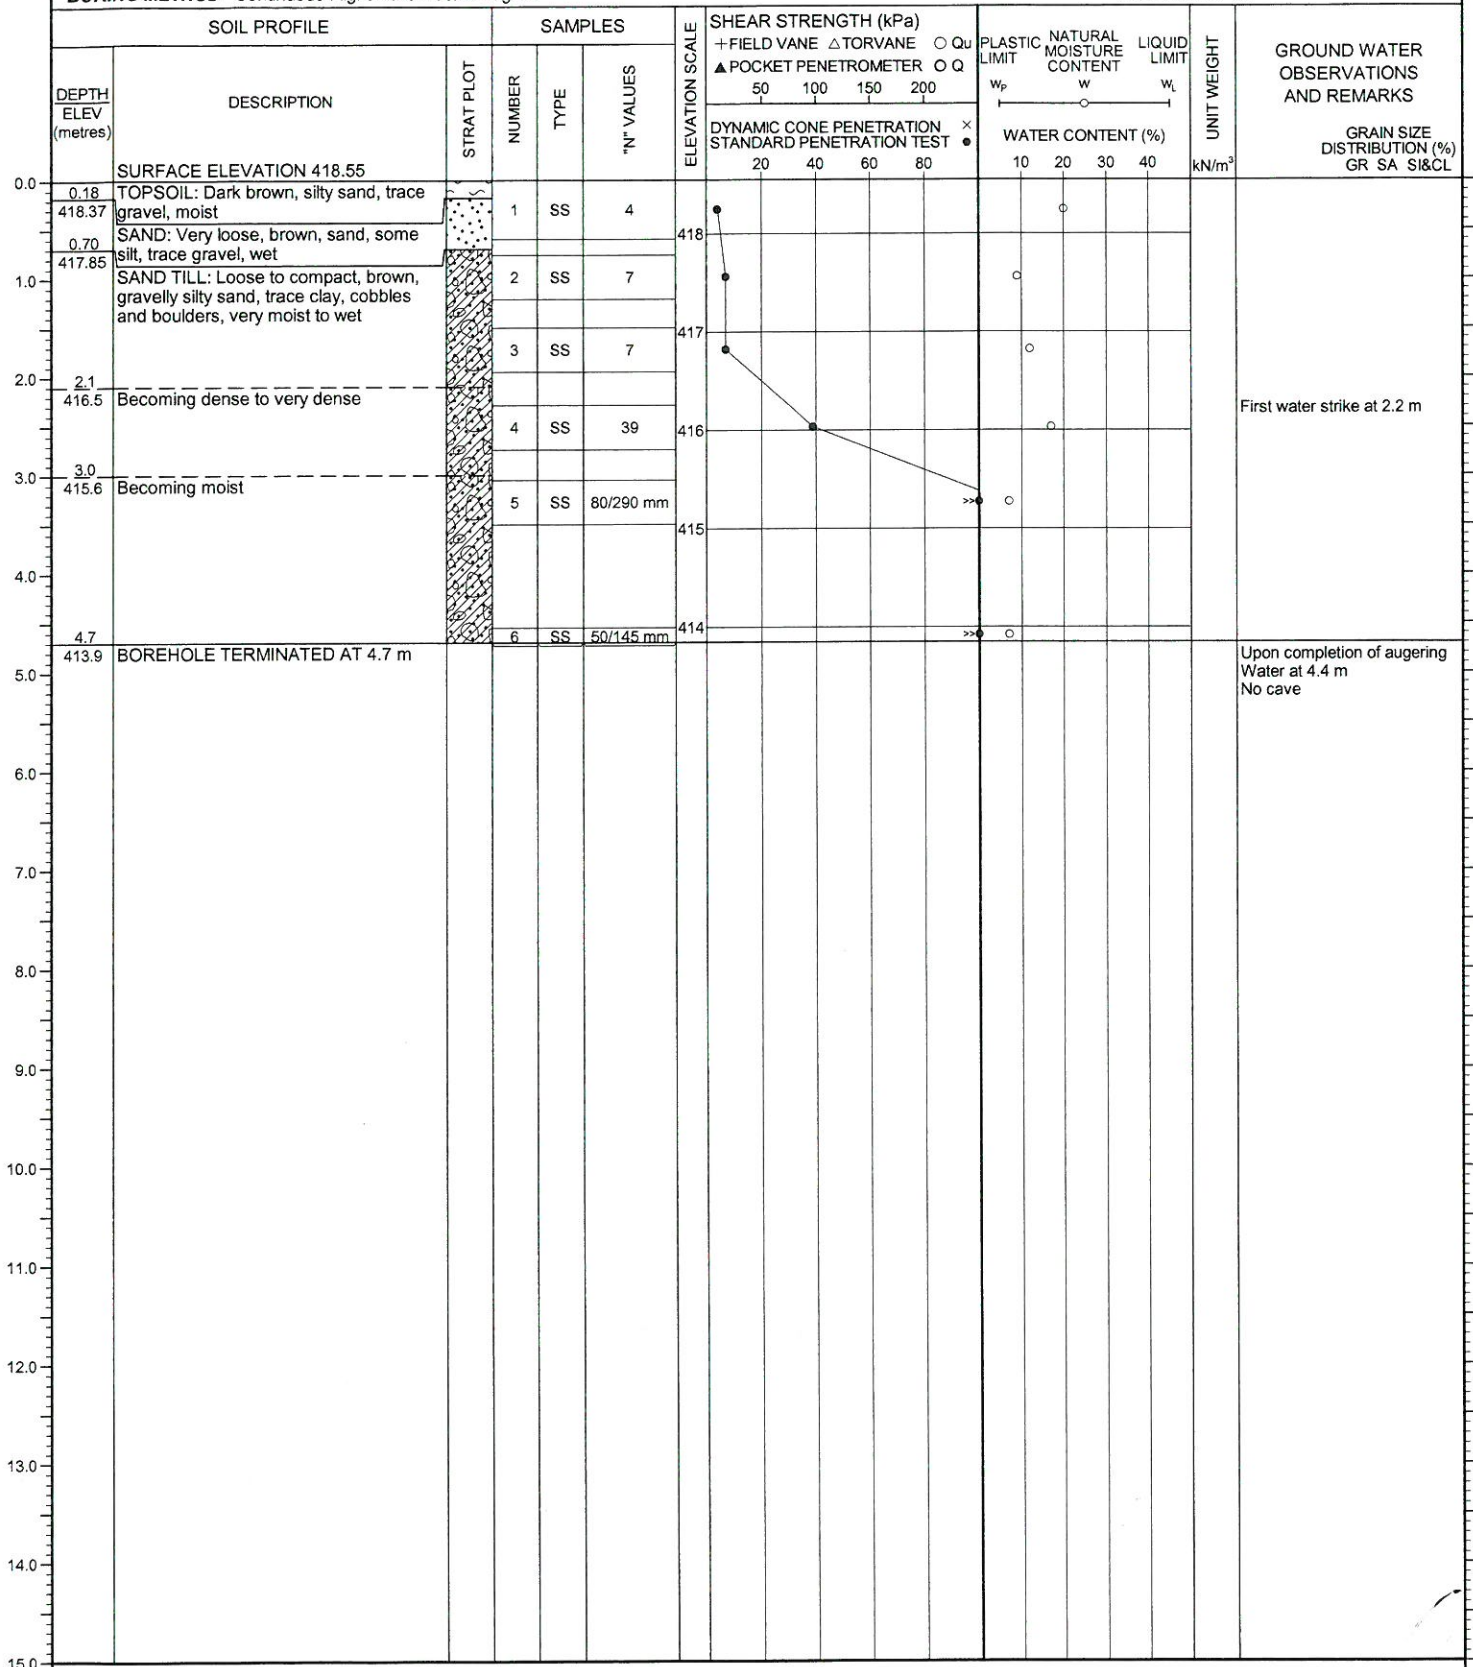 SOIL PROFILE
SAMPLES
DEPTH
ELEV
(metres)
DESCRIPTION
STRAT PLOT
NUMBER
TYPE
"N" VALUES
ELEVATION SCALE
SHEAR STRENGTH (kPa)
+FIELD VANE △TORVANE ○ Qu
▲POCKET PENETROMETER O Q
50 100 150 200
DYNAMIC CONE PENETRATION ×
STANDARD PENETRATION TEST ●
20 40 60 80
PLASTIC LIMIT
NATURAL MOISTURE CONTENT
LIQUID LIMIT
WP W WL
WATER CONTENT (%)
10 20 30 40
UNIT WEIGHT
kN/m³
GROUND WATER
OBSERVATIONS
AND REMARKS
GRAIN SIZE
DISTRIBUTION (%)
GR SA SI&CL
SURFACE ELEVATION 418.55
0.0
0.18
418.37
TOPSOIL: Dark brown, silty sand, trace
gravel, moist
1 SS 4
0.70
417.85
SAND: Very loose, brown, sand, some
silt, trace gravel, wet
418
1.0
SAND TILL: Loose to compact, brown,
gravelly silty sand, trace clay, cobbles
and boulders, very moist to wet
2 SS 7
417
3 SS 7
2.0
2.1
416.5
Becoming dense to very dense
First water strike at 2.2 m
4 SS 39
416
3.0
3.0
415.6
Becoming moist
5 SS 80/290 mm
>>
415
4.0
414
4.7
6 SS 50/145 mm
>>
413.9
BOREHOLE TERMINATED AT 4.7 m
Upon completion of augering
Water at 4.4 m
No cave
5.0
6.0
7.0
8.0
9.0
10.0
11.0
12.0
13.0
14.0
15.0